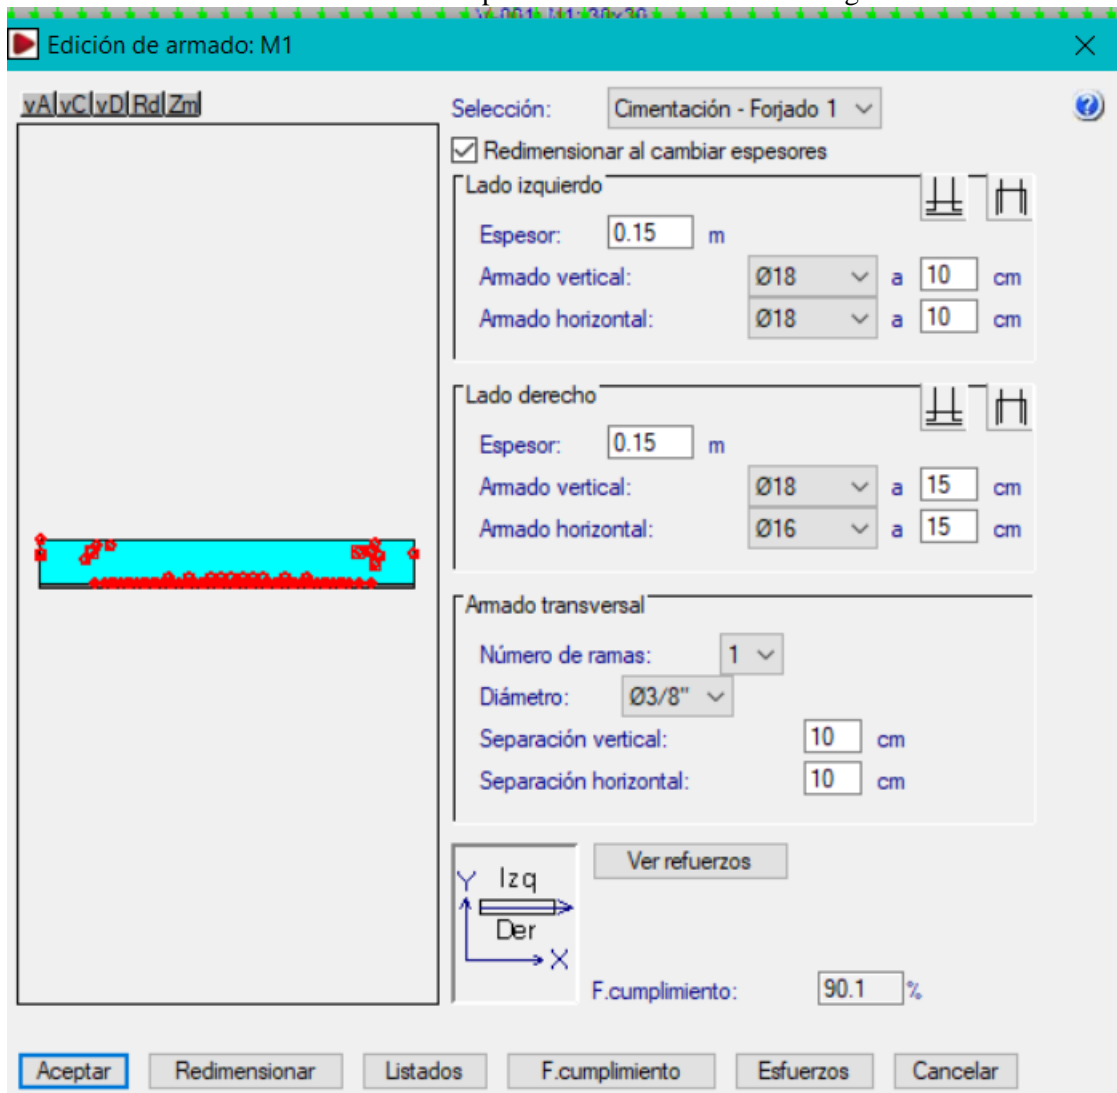 Edición de armado: M1
vA vC vD Rd Zm
Selección: Cimentación - Forjado 1
Redimensionar al cambiar espesores
Lado izquierdo
Espesor: 0.15 m
Armado vertical: Ø18 a 10 cm
Armado horizontal: Ø18 a 10 cm
Lado derecho
Espesor: 0.15 m
Armado vertical: Ø18 a 15 cm
Armado horizontal: Ø16 a 15 cm
Armado transversal
Número de ramas: 1
Diámetro: Ø3/8"
Separación vertical: 10 cm
Separación horizontal: 10 cm
Ver refuerzos
Y Izq
Der
X
F.cumplimiento: 90.1 %
Aceptar Redimensionar Listados F.cumplimiento Esfuerzos Cancelar